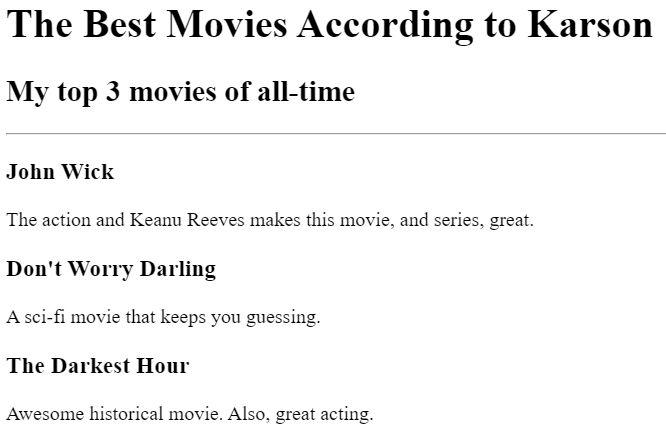 The Best Movies According to Karson
My top 3 movies of all-time
John Wick
The action and Keanu Reeves makes this movie, and series, great.
Don't Worry Darling
A sci-fi movie that keeps you guessing.
The Darkest Hour
Awesome historical movie. Also, great acting.